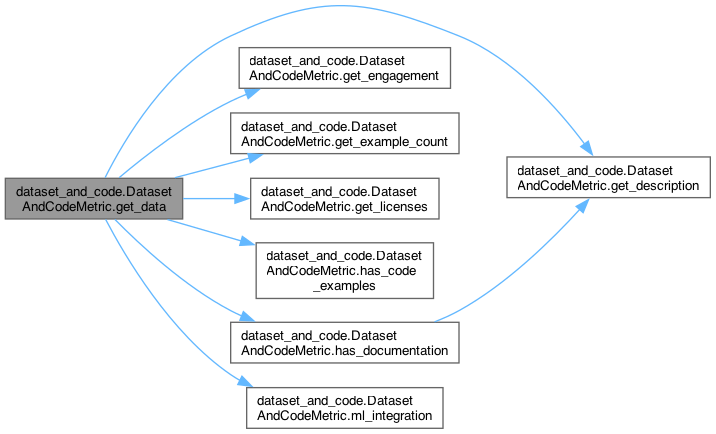 dataset_and_code.Dataset
AndCodeMetric.get_data
dataset_and_code.Dataset
AndCodeMetric.get_engagement
dataset_and_code.Dataset
AndCodeMetric.get_example_count
dataset_and_code.Dataset
AndCodeMetric.get_licenses
dataset_and_code.Dataset
AndCodeMetric.has_code
_examples
dataset_and_code.Dataset
AndCodeMetric.has_documentation
dataset_and_code.Dataset
AndCodeMetric.ml_integration
dataset_and_code.Dataset
AndCodeMetric.get_description